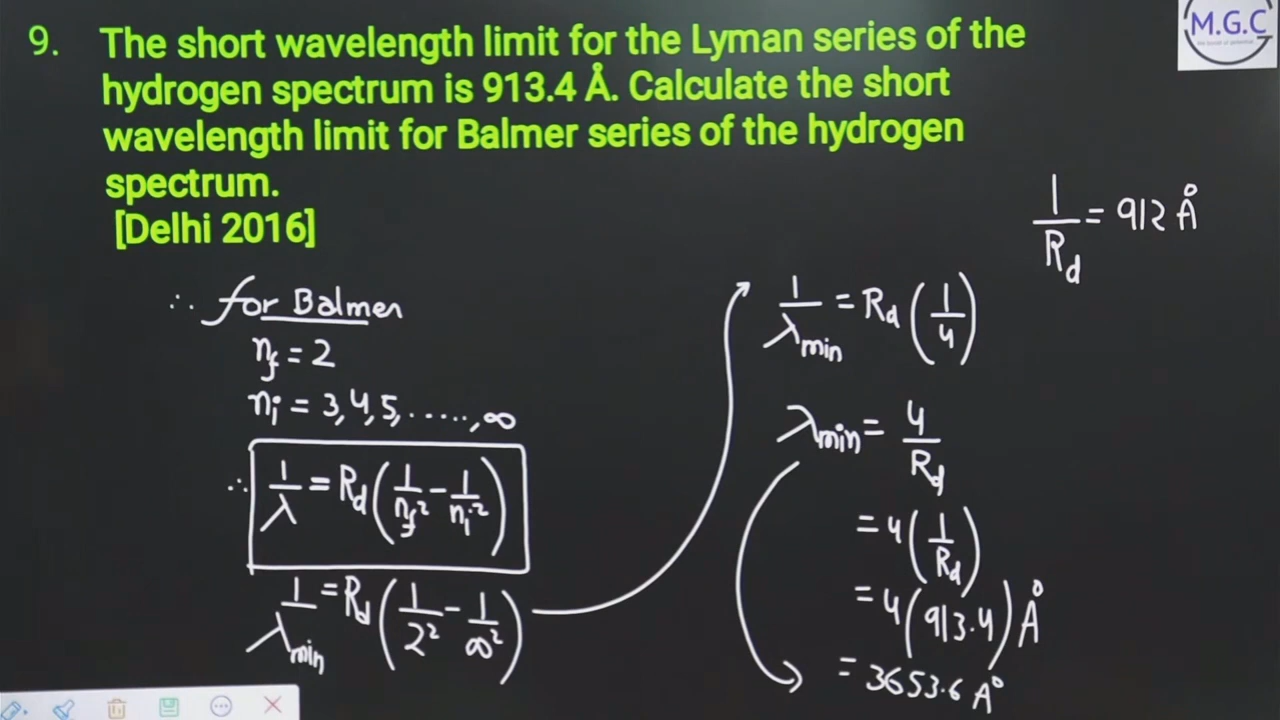 9. The short wavelength limit for the Lyman series of the
hydrogen spectrum is 913.4 Å. Calculate the short
wavelength limit for Balmer series of the hydrogen
spectrum.
[Delhi 2016]
M.G.C
1/R_d = 912 Å
∴ for Balmer
n_f = 2
n_i = 3, 4, 5, ......, ∞
∴ 1/λ = R_d (1/n_f² − 1/n_i²)
1/λ_min = R_d (1/2² − 1/∞²)
1/λ_min = R_d (1/4)
λ_min = 4/R_d
= 4 (1/R_d)
= 4 (913.4) Å
= 3653.6 A°